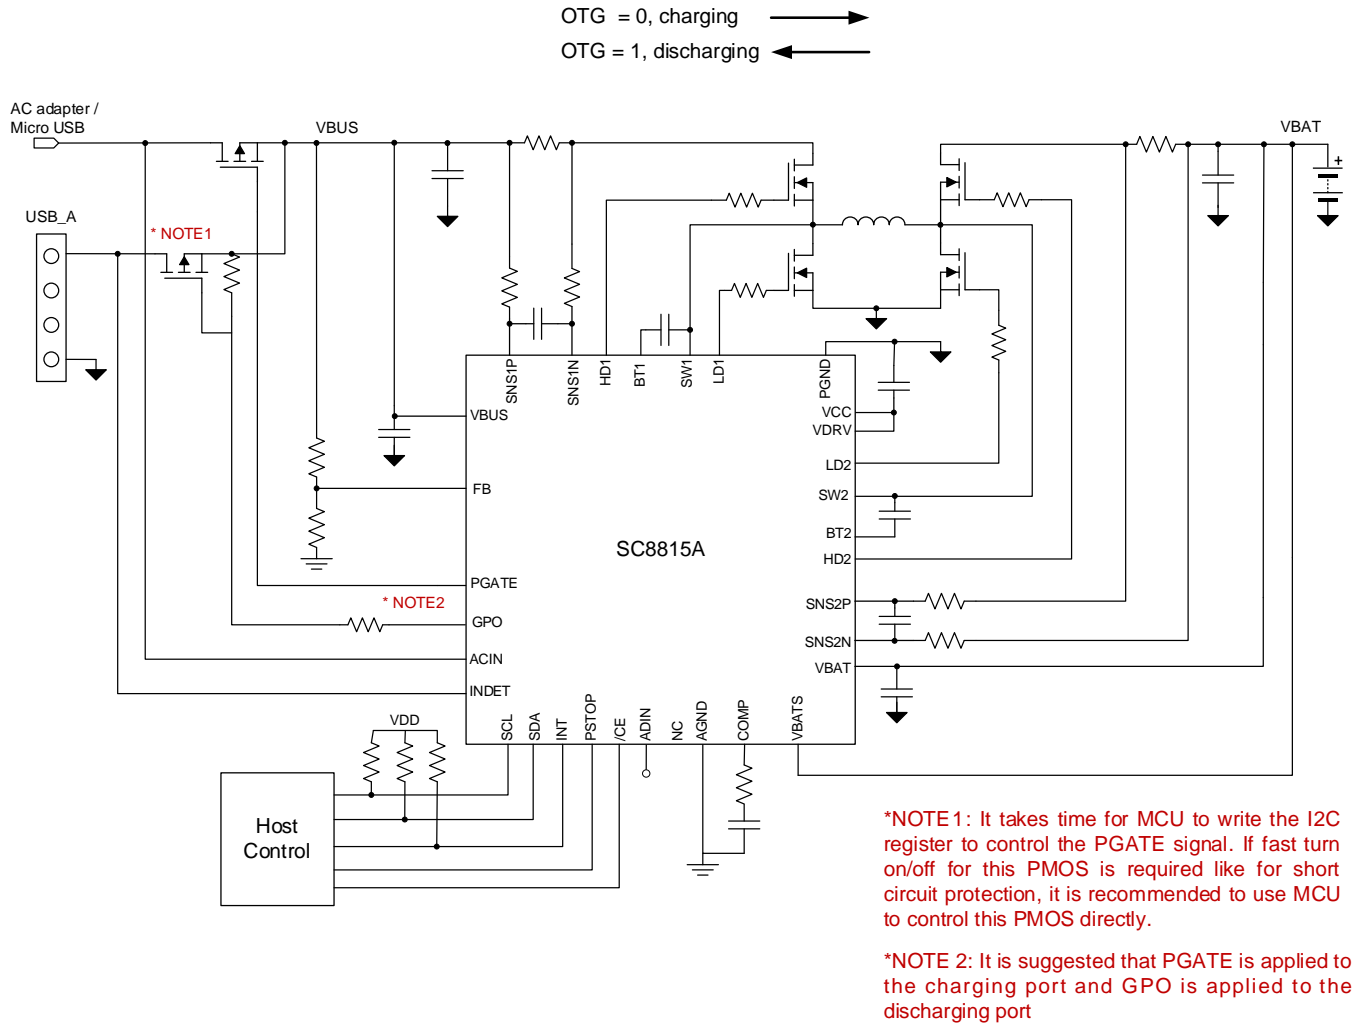 OTG = 0, charging
OTG = 1, discharging
AC adapter /
Micro USB
VBUS
VBAT
+
USB_A
* NOTE1
SNS1P
SNS1N
HD1
BT1
SW1
LD1
PGND
VBUS
VCC
VDRV
LD2
FB
SW2
BT2
SC8815A
HD2
PGATE
* NOTE2
SNS2P
GPO
SNS2N
ACIN
VBAT
INDET
SCL
SDA
INT
PSTOP
/CE
ADIN
NC
AGND
COMP
VBATS
VDD
Host
Control
*NOTE1: It takes time for MCU to write the I2C
register to control the PGATE signal. If fast turn
on/off for this PMOS is required like for short
circuit protection, it is recommended to use MCU
to control this PMOS directly.
*NOTE 2: It is suggested that PGATE is applied to
the charging port and GPO is applied to the
discharging port